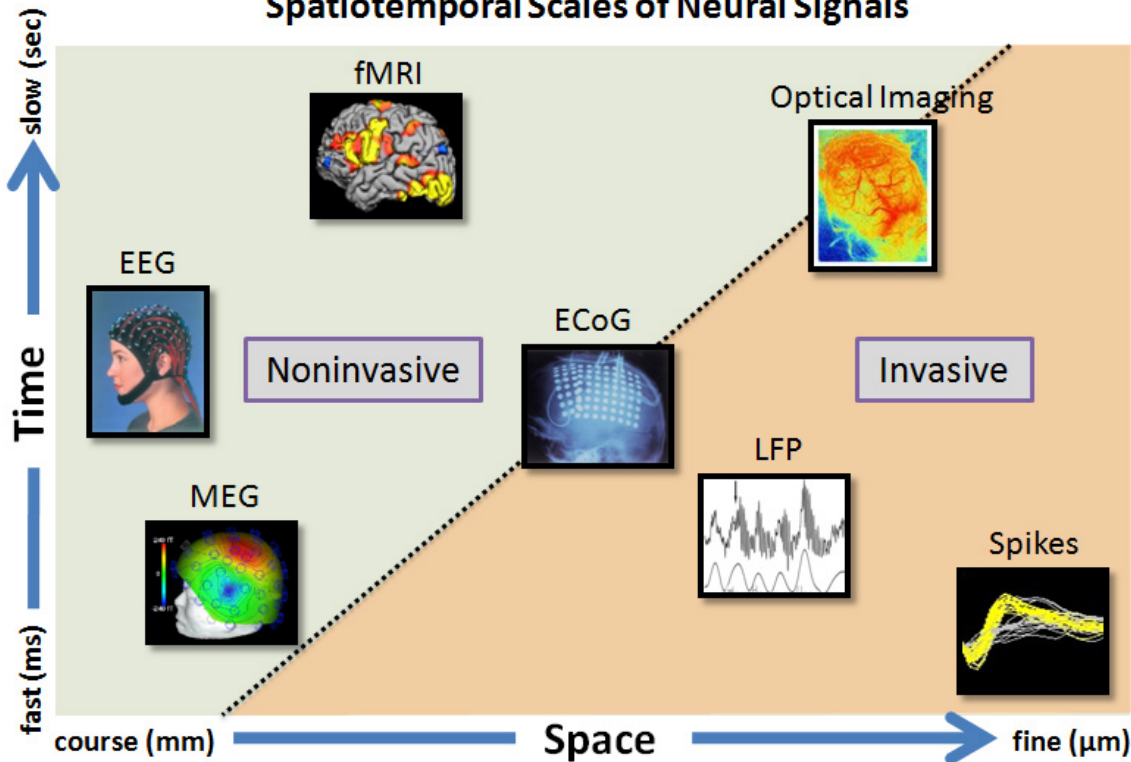 Spatiotemporal Scales of Neural Signals
slow (sec)
fMRI
Optical Imaging
EEG
ECoG
Noninvasive
Invasive
Time
LFP
MEG
Spikes
fast (ms)
course (mm)
Space
fine (µm)